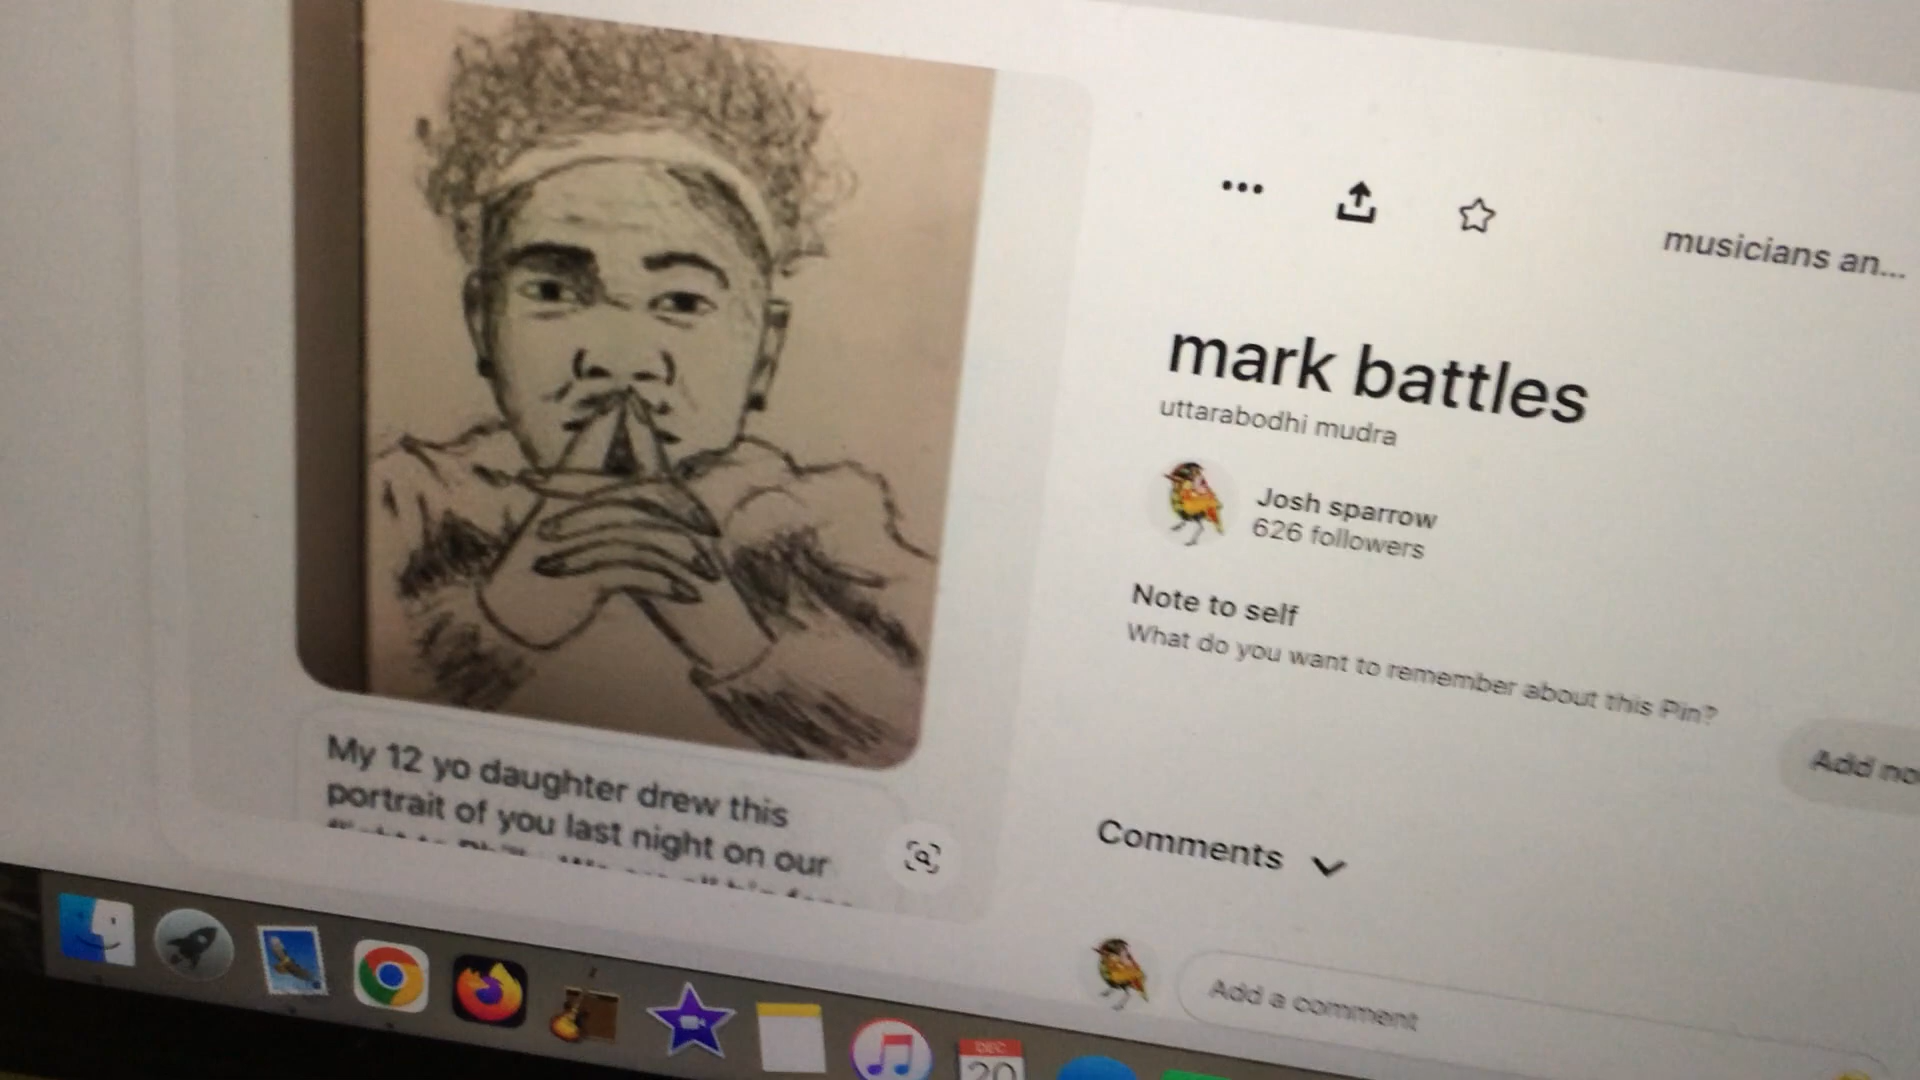 musicians an...
mark battles
uttarabodhi mudra
Josh sparrow
626 followers
Note to self
What do you want to remember about this Pin?
Add no
My 12 yo daughter drew this
portrait of you last night on our
Comments
Add a comment
DEC
20